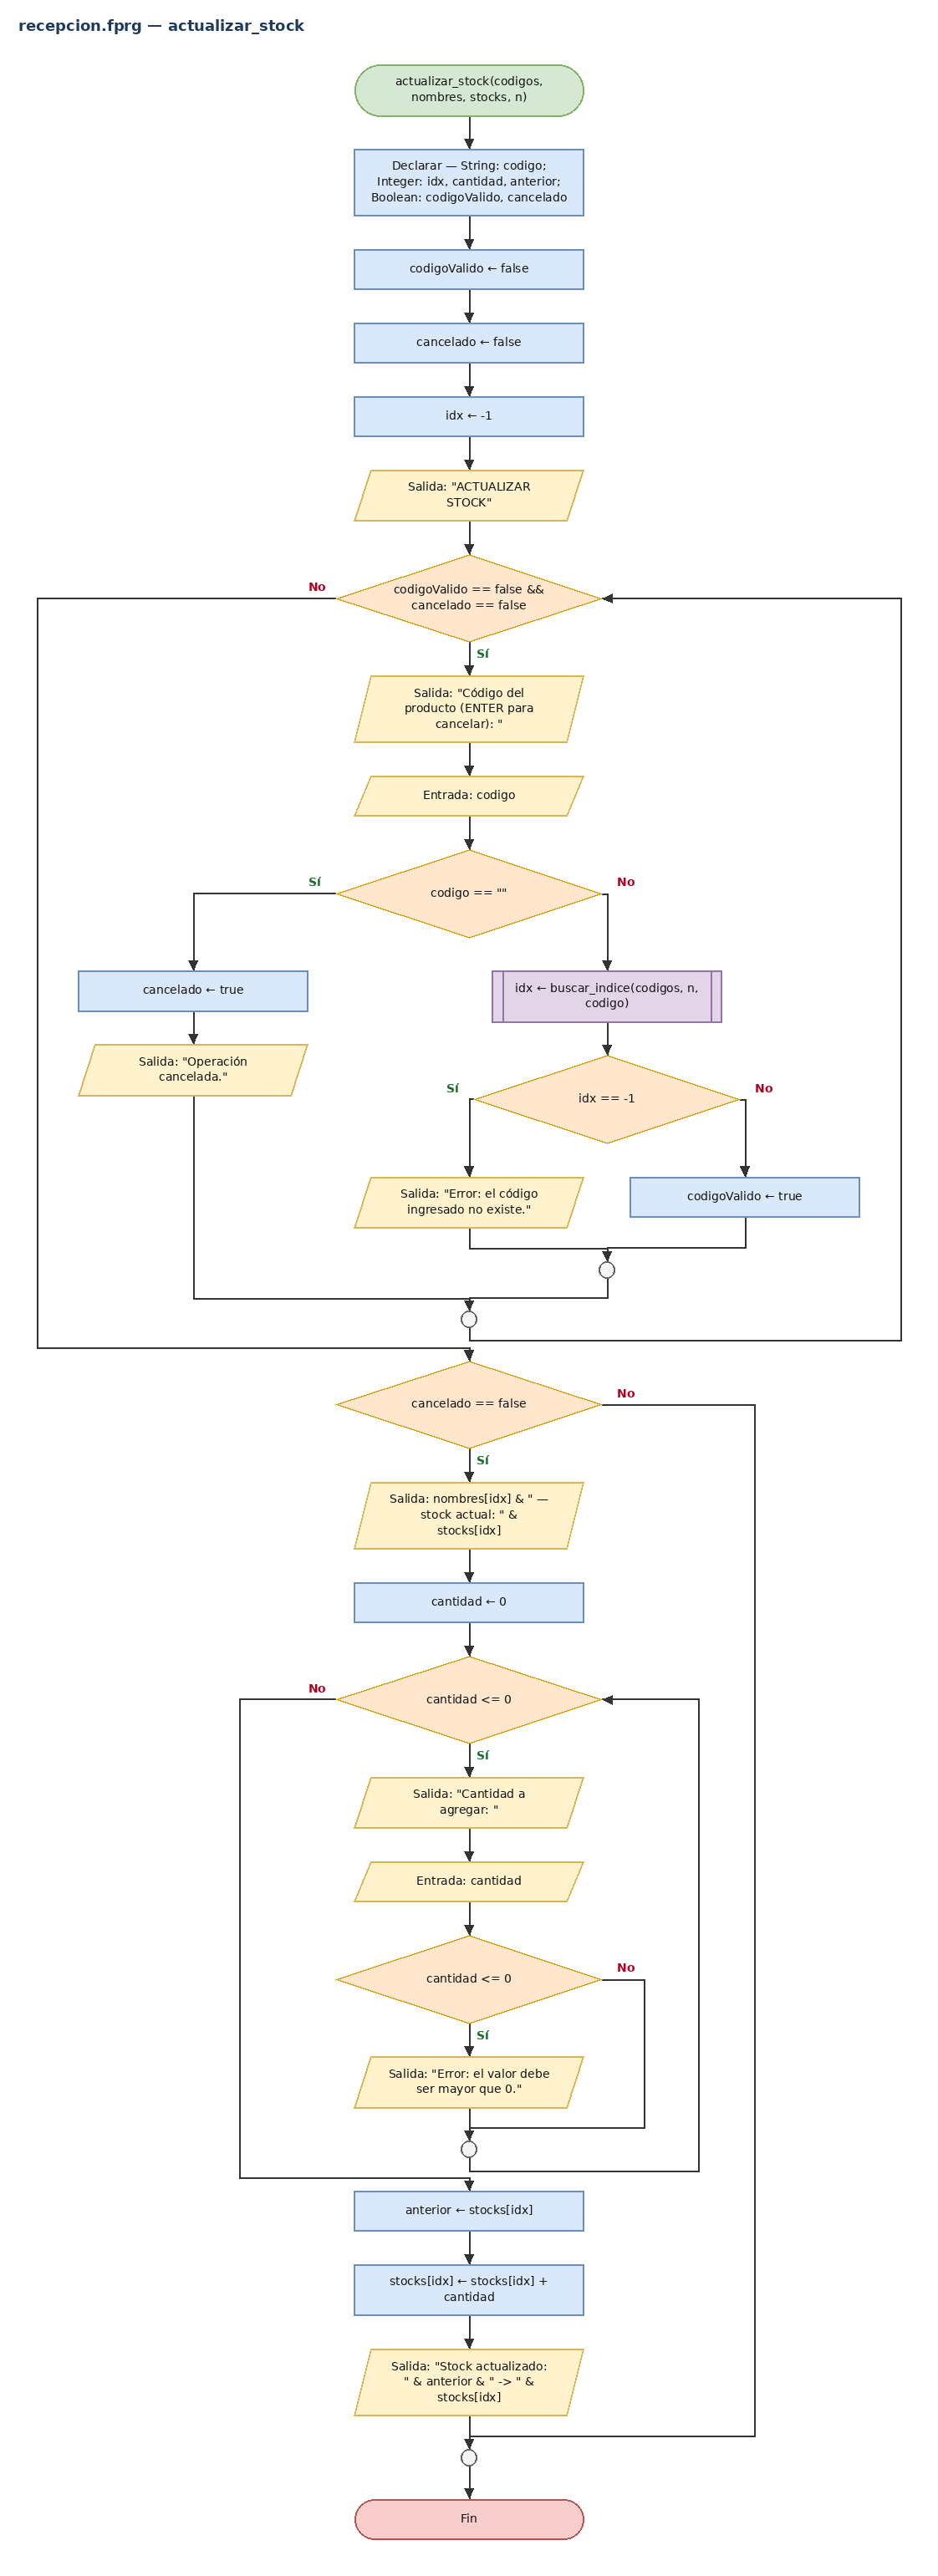 recepcion.fprg — actualizar_stock
actualizar_stock(codigos,
nombres, stocks, n)
Declarar — String: codigo;
Integer: idx, cantidad, anterior;
Boolean: codigoValido, cancelado
codigoValido ← false
cancelado ← false
idx ← -1
Salida: "ACTUALIZAR
STOCK"
codigoValido == false &&
cancelado == false
No
Sí
Salida: "Código del
producto (ENTER para
cancelar): "
Entrada: codigo
codigo == ""
Sí
No
cancelado ← true
Salida: "Operación
cancelada."
idx ← buscar_indice(codigos, n,
codigo)
idx == -1
Sí
No
Salida: "Error: el código
ingresado no existe."
codigoValido ← true
cancelado == false
No
Sí
Salida: nombres[idx] & " —
stock actual: " &
stocks[idx]
cantidad ← 0
cantidad <= 0
No
Sí
Salida: "Cantidad a
agregar: "
Entrada: cantidad
cantidad <= 0
No
Sí
Salida: "Error: el valor debe
ser mayor que 0."
anterior ← stocks[idx]
stocks[idx] ← stocks[idx] +
cantidad
Salida: "Stock actualizado:
" & anterior & " -> " &
stocks[idx]
Fin